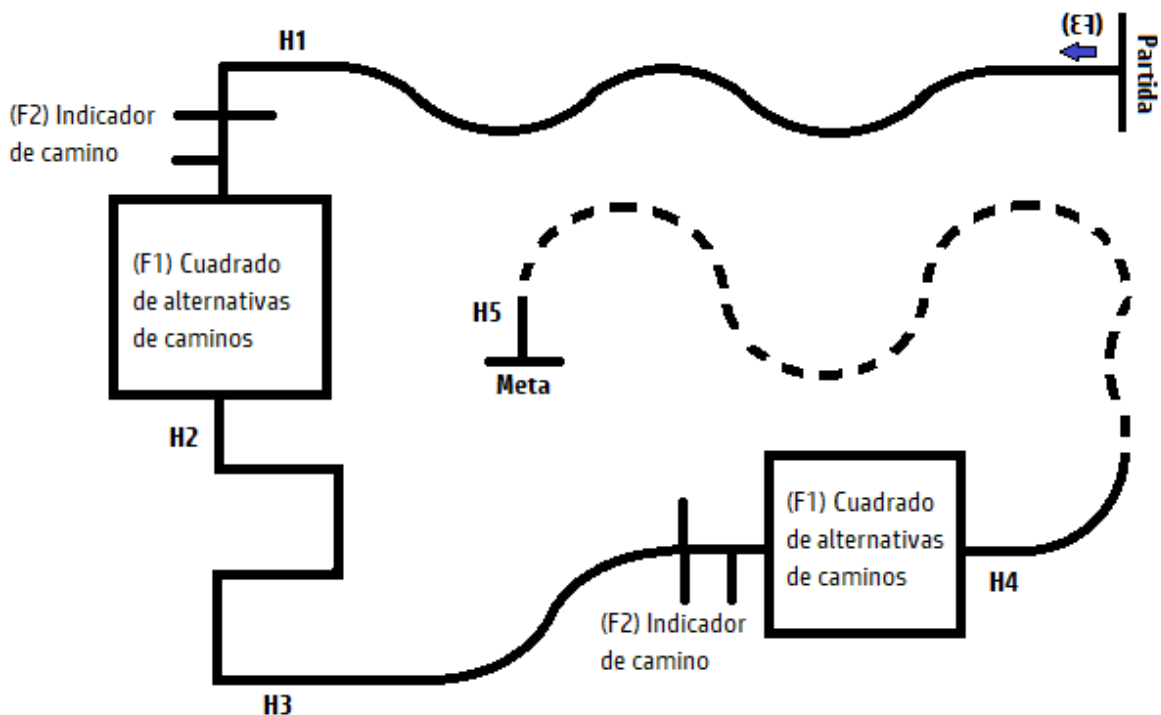 H1
(F3)
Partida
(F2) Indicador
de camino
(F1) Cuadrado
de alternativas
de caminos
H2
H5
Meta
(F1) Cuadrado
de alternativas
de caminos
H4
(F2) Indicador
de camino
H3